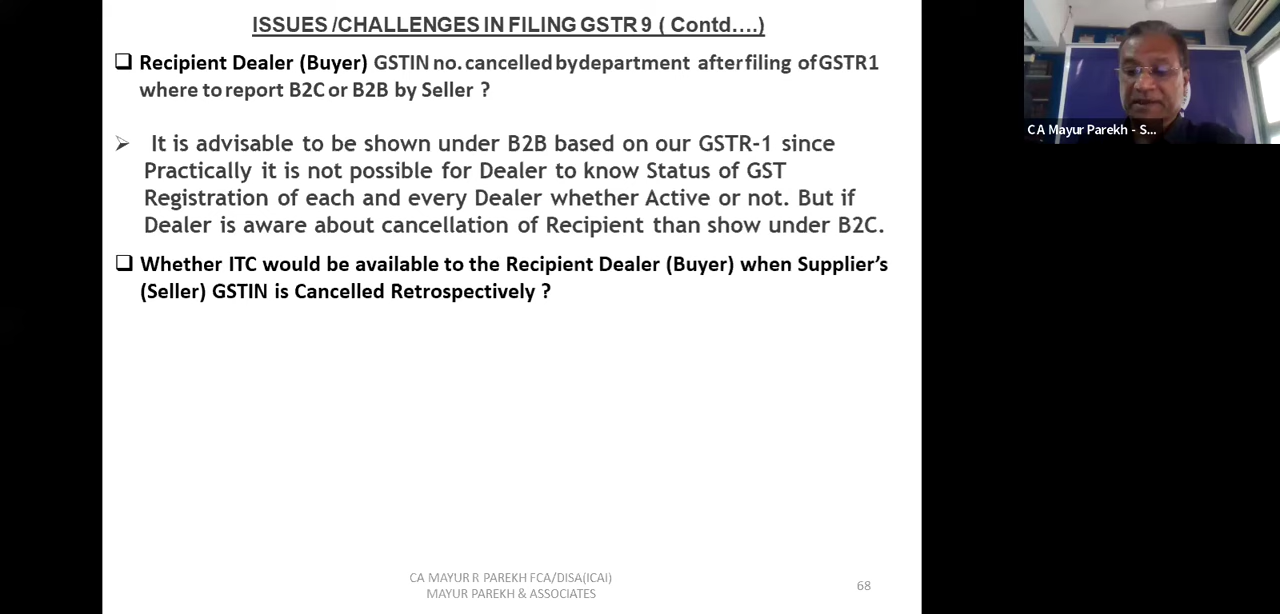 ISSUES /CHALLENGES IN FILING GSTR 9 ( Contd….)
❑ Recipient Dealer (Buyer) GSTIN no. cancelled by department after filing of GSTR1
where to report B2C or B2B by Seller ?
➢ It is advisable to be shown under B2B based on our GSTR-1 since
Practically it is not possible for Dealer to know Status of GST
Registration of each and every Dealer whether Active or not. But if
Dealer is aware about cancellation of Recipient than show under B2C.
❑ Whether ITC would be available to the Recipient Dealer (Buyer) when Supplier’s
(Seller) GSTIN is Cancelled Retrospectively ?
CA MAYUR R PAREKH FCA/DISA(ICAI)
MAYUR PAREKH & ASSOCIATES
68
C A Mayur Parekh - S...